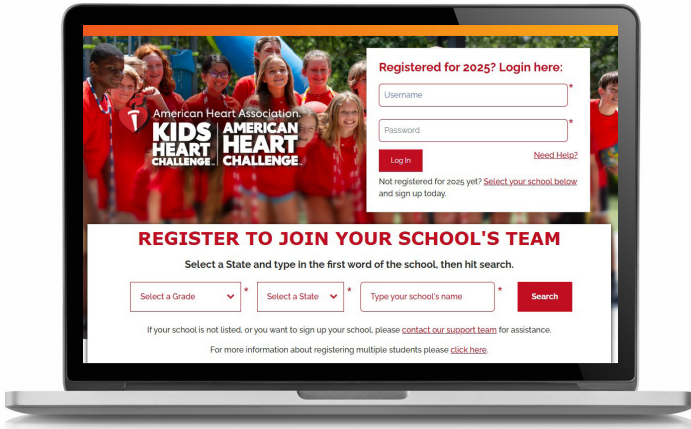 American Heart Association.
KIDS HEART CHALLENGE™
AMERICAN HEART CHALLENGE™
Registered for 2025? Login here:
Username *
Password *
Log In
Need Help?
Not registered for 2025 yet? Select your school below
and sign up today.
REGISTER TO JOIN YOUR SCHOOL'S TEAM
Select a State and type in the first word of the school, then hit search.
Select a Grade * Select a State * Type your school's name * Search
If your school is not listed, or you want to sign up your school, please contact our support team for assistance.
For more information about registering multiple students please click here.